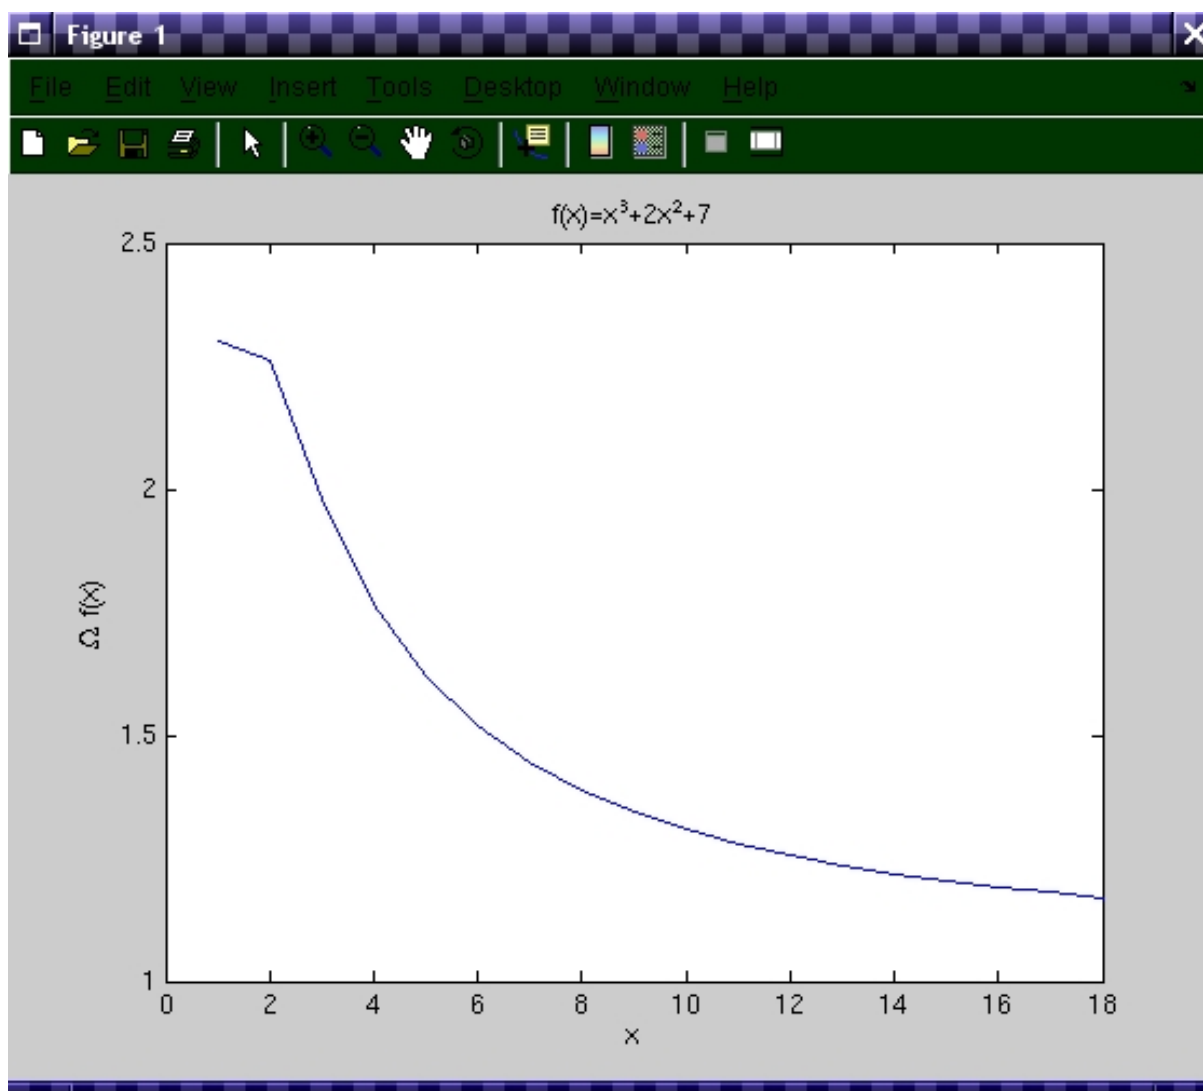 Figure 1
File Edit View Insert Tools Desktop Window Help
f(x)=x³+2x²+7
2.5
2
1.5
1
Ω f(x)
0 2 4 6 8 10 12 14 16 18
x